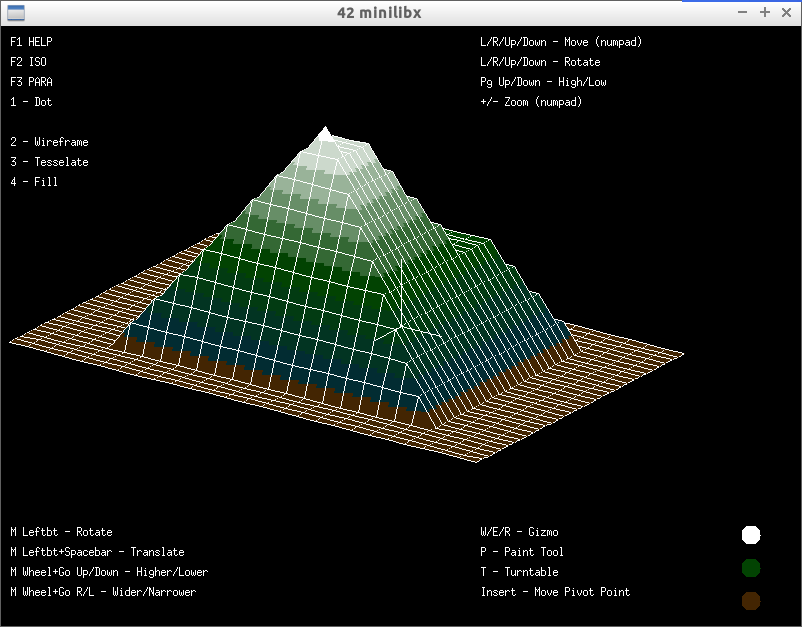 42 minilibx
F1 HELP
F2 ISO
F3 PARA
1 - Dot
2 - Wireframe
3 - Tesselate
4 - Fill
L/R/Up/Down - Move (numpad)
L/R/Up/Down - Rotate
Pg Up/Down - High/Low
+/- Zoom (numpad)
M Leftbt - Rotate
M Leftbt+Spacebar - Translate
M Wheel+Go Up/Down - Higher/Lower
M Wheel+Go R/L - Wider/Narrower
W/E/R - Gizmo
P - Paint Tool
T - Turntable
Insert - Move Pivot Point